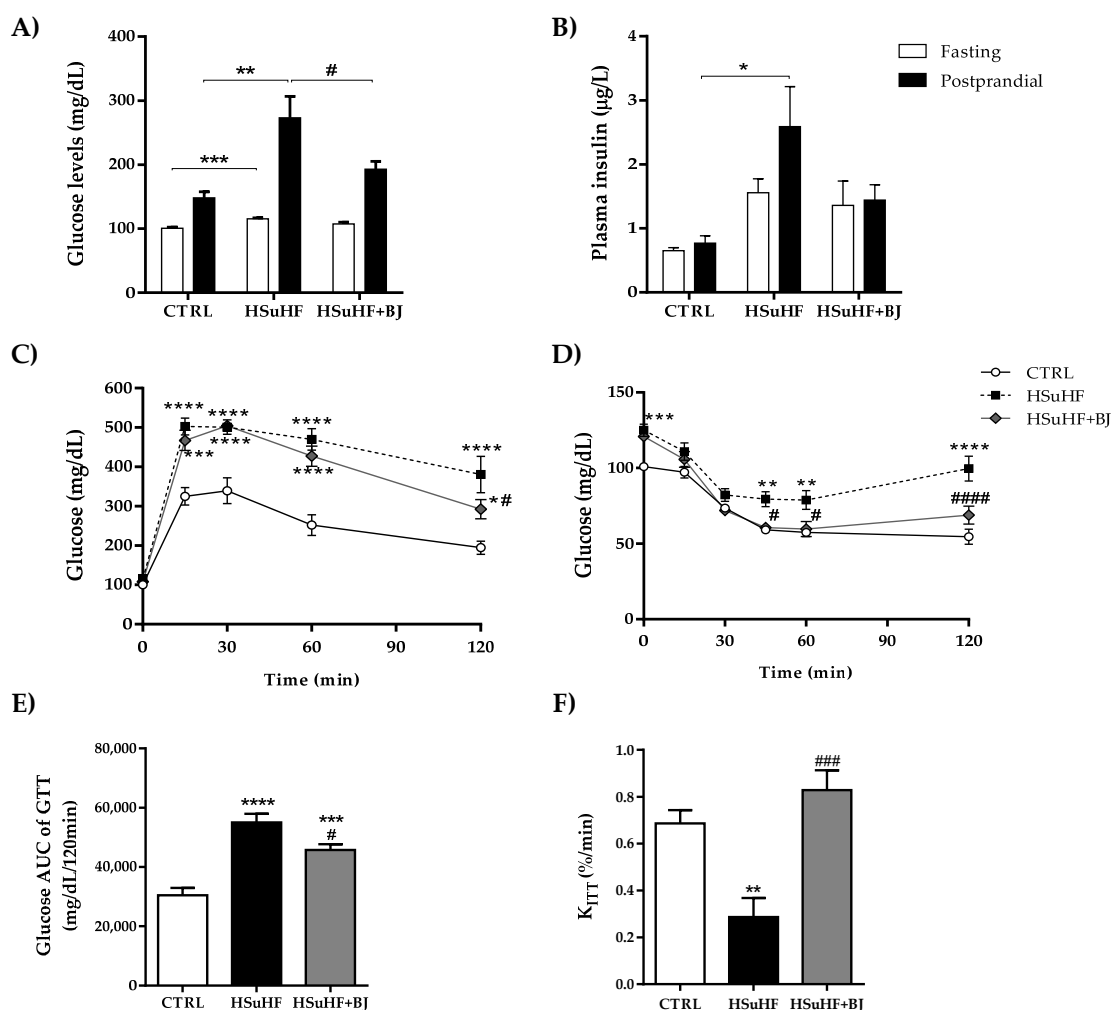 A)
Glucose levels (mg/dL)
400
300
200
100
0
***
**
#
CTRL
HSuHF
HSuHF+BJ
B)
Plasma insulin (μg/L)
4
3
2
1
0
*
CTRL
HSuHF
HSuHF+BJ
Fasting
Postprandial
C)
Glucose (mg/dL)
600
500
400
300
200
100
0
****
****
****
****
***
****
****
*#
0
30
60
90
120
Time (min)
D)
Glucose (mg/dL)
150
100
50
0
***
**
**
****
#
#
####
0
30
60
90
120
Time (min)
CTRL
HSuHF
HSuHF+BJ
E)
Glucose AUC of GTT
(mg/dL/120min)
80,000
60,000
40,000
20,000
0
****
***
#
CTRL
HSuHF
HSuHF+BJ
F)
KITT (%/min)
1.0
0.8
0.6
0.4
0.2
0.0
**
###
CTRL
HSuHF
HSuHF+BJ